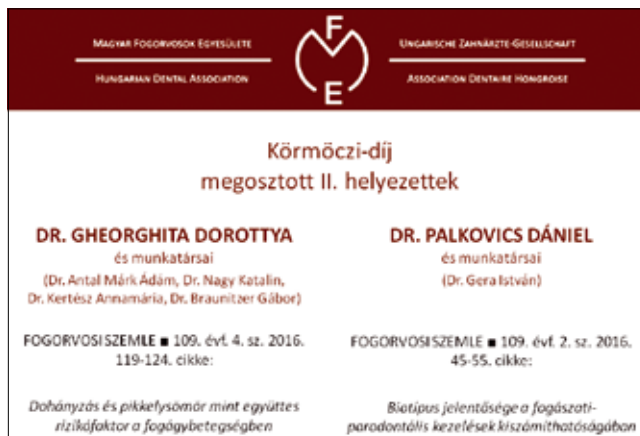 MAGYAR FOGORVOSOK EGYESÜLETE
HUNGARIAN DENTAL ASSOCIATION
F
M
E
UNGARISCHE ZAHNÄRZTE-GESELLSCHAFT
ASSOCIATION DENTAIRE HONGROISE
Körmöczi-díj
megosztott II. helyezettek
DR. GHEORGHITA DOROTTYA
és munkatársai
(Dr. Antal Márk Ádám, Dr. Nagy Katalin,
Dr. Kertész Annamária, Dr. Braunitzer Gábor)
FOGORVOSI SZEMLE ■ 109. évf. 4. sz. 2016.
119-124. cikke:
Dohányzás és pikkelysömör mint együttes
rizikófaktor a fogágybetegségben
DR. PALKOVICS DÁNIEL
és munkatársai
(Dr. Gera István)
FOGORVOSI SZEMLE ■ 109. évf. 2. sz. 2016.
45-55. cikke:
Biotípus jelentősége a fogászati-
parodontális kezelések kiszámíthatóságában